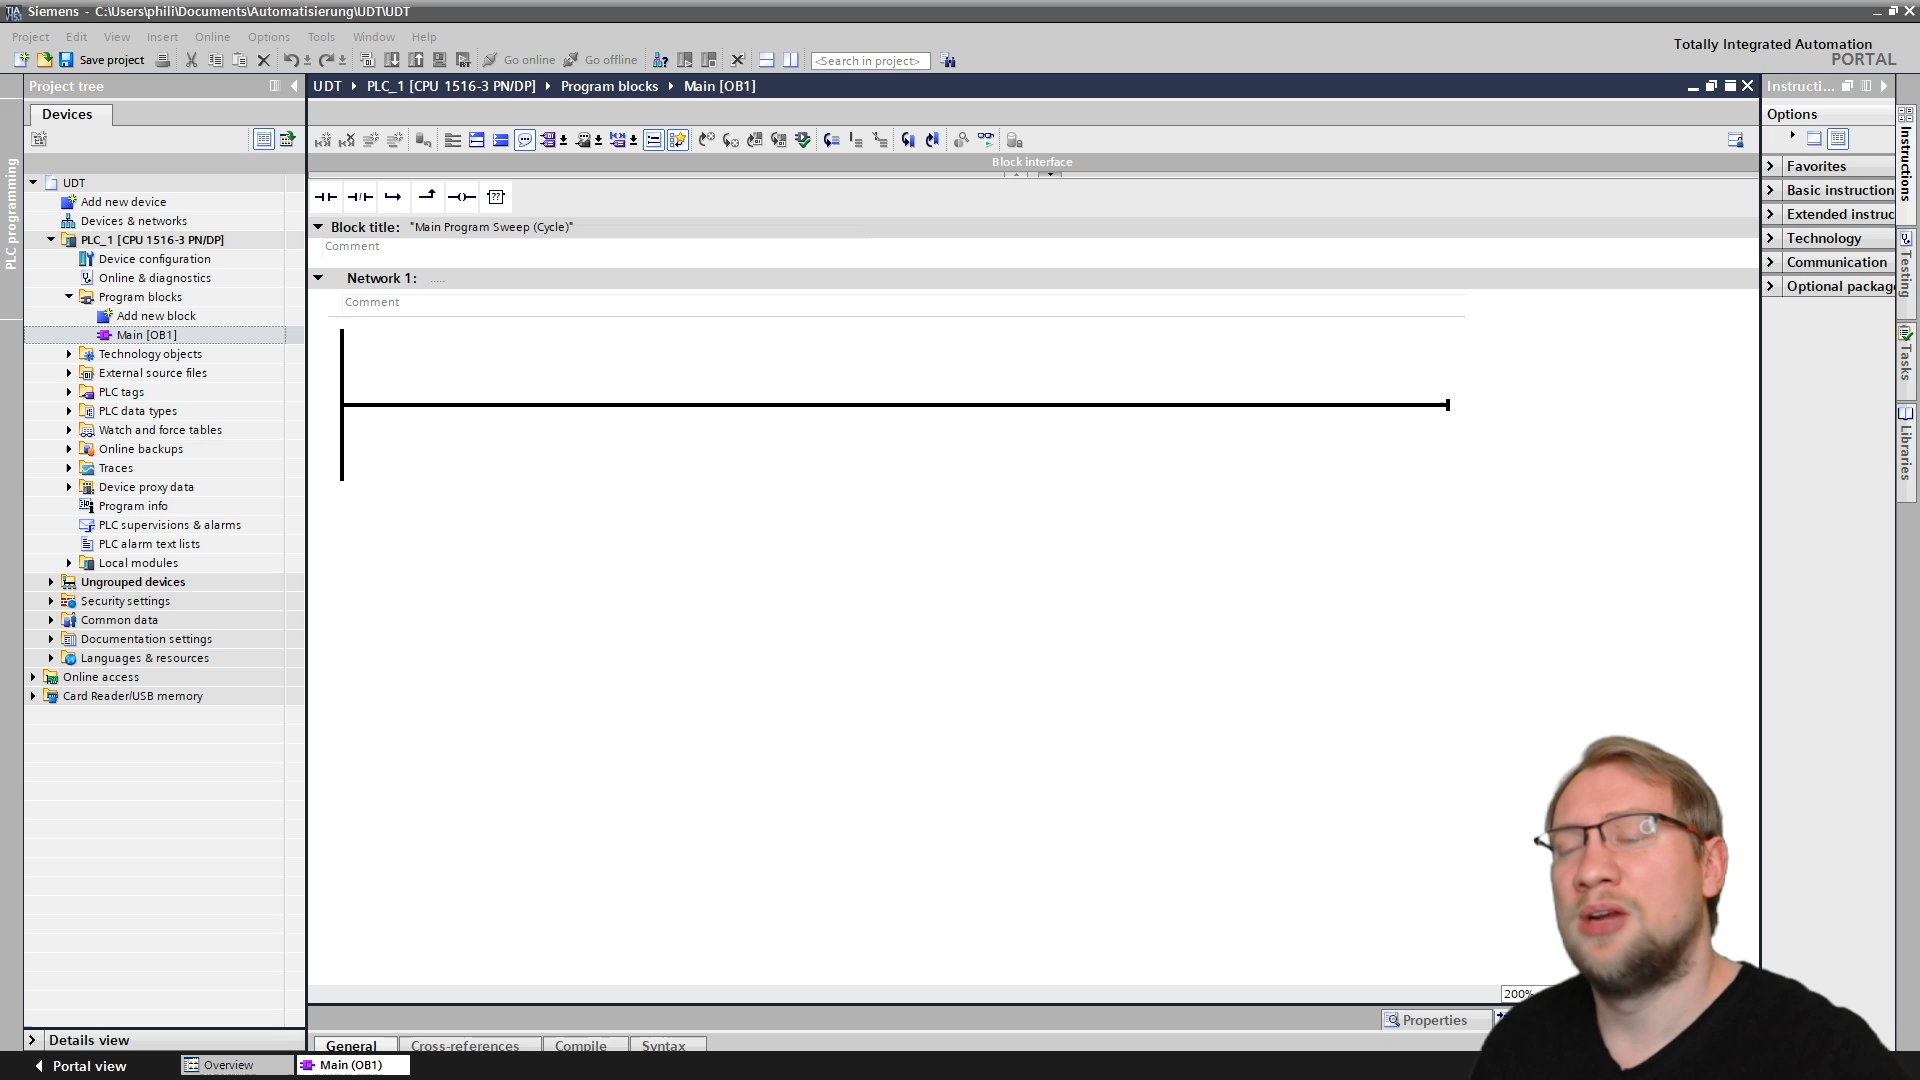 Siemens - C:\Users\phili\Documents\Automatisierung\UDT\UDT
Project Edit View Insert Online Options Tools Window Help
Totally Integrated Automation
PORTAL
Save project
Go online
Go offline
<Search in project>
Project tree
UDT PLC_1 [CPU 1516-3 PN/DP] Program blocks Main [OB1]
Instructi...
Devices
Options
Block interface
Favorites
Basic instruction
Extended instruc
Technology
Communication
Optional packag
PLC programming
Instructions
Testing
Tasks
Libraries
UDT
Add new device
Devices & networks
PLC_1 [CPU 1516-3 PN/DP]
Device configuration
Online & diagnostics
Program blocks
Add new block
Main [OB1]
Technology objects
External source files
PLC tags
PLC data types
Watch and force tables
Online backups
Traces
Device proxy data
Program info
PLC supervisions & alarms
PLC alarm text lists
Local modules
Ungrouped devices
Security settings
Common data
Documentation settings
Languages & resources
Online access
Card Reader/USB memory
??
Block title: "Main Program Sweep (Cycle)"
Comment
Network 1: .....
Comment
200%
Properties
General Cross-references Compile Syntax
Details view
Portal view
Overview
Main (OB1)